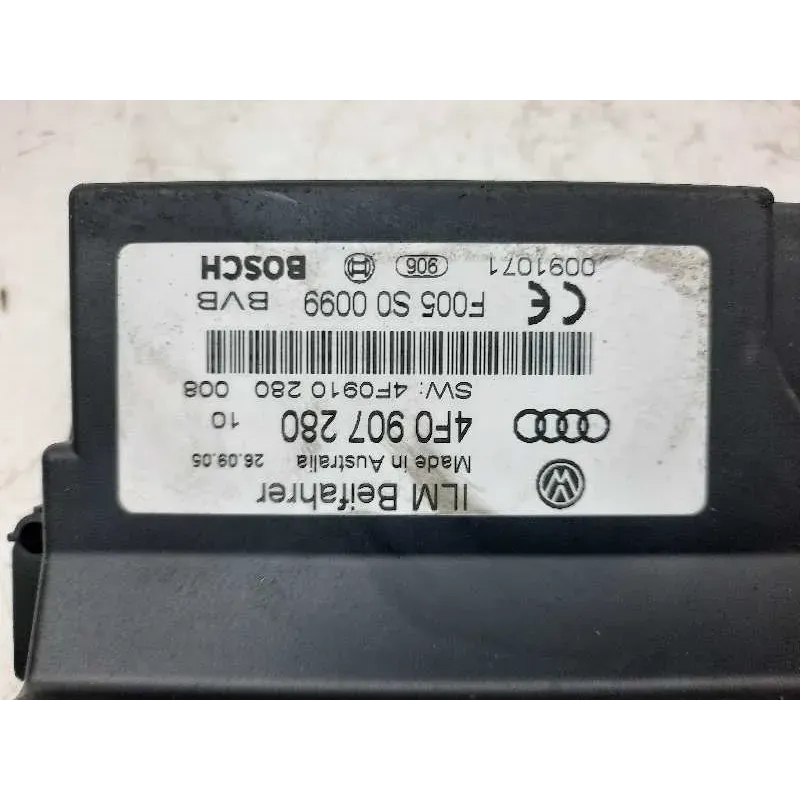 ILM Beifahrer
Made in Australia 26.09.05
4F0 907 280 10
SW: 4F0910 280 008
F005 S0 0099 BVB
0091071 906 BOSCH